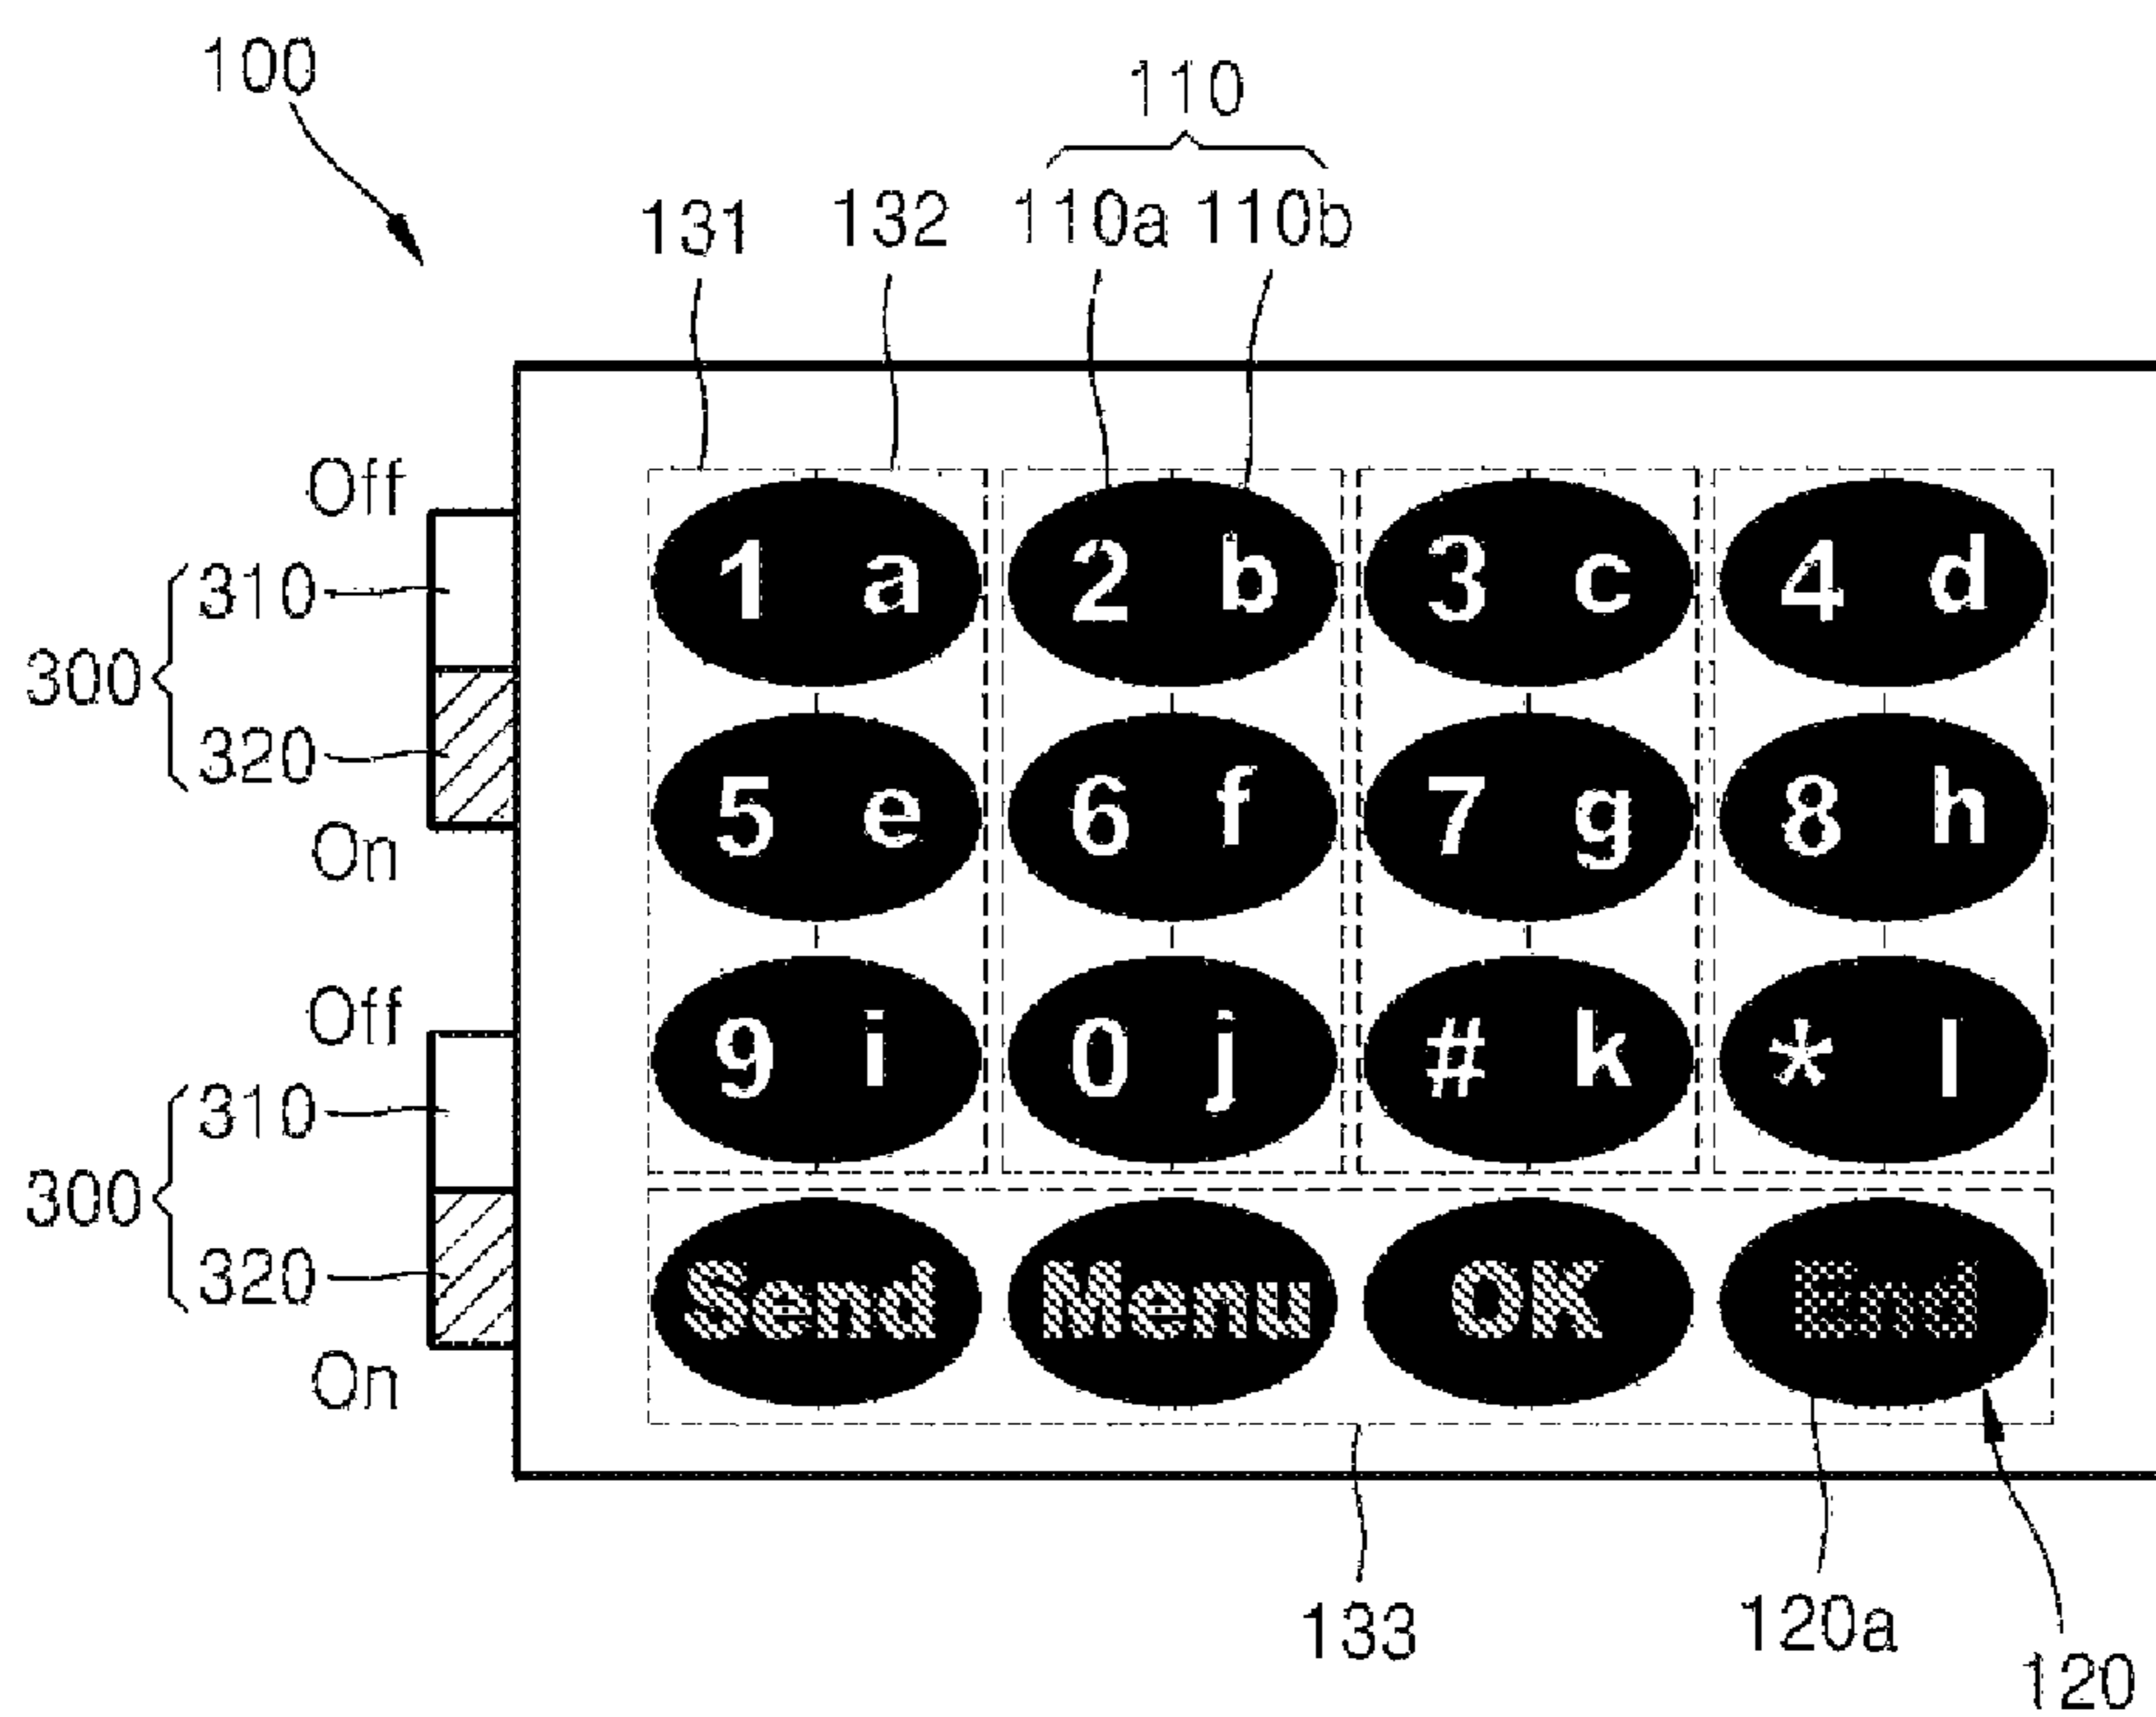 100
110
131 132 110a 110b
Off
310
300
320
On
Off
310
300
320
On
1 a 2 b 3 c 4 d
5 e 6 f 7 g 8 h
9 i 0 j # k * l
Send Menu OK End
133 120a
120